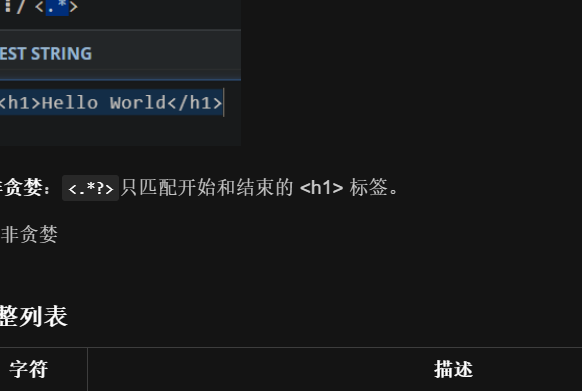 / <.*>
EST STRING
<h1>Hello World</h1>
非贪婪：<.*?>只匹配开始和结束的 <h1> 标签。
非贪婪
整列表
字符 描述